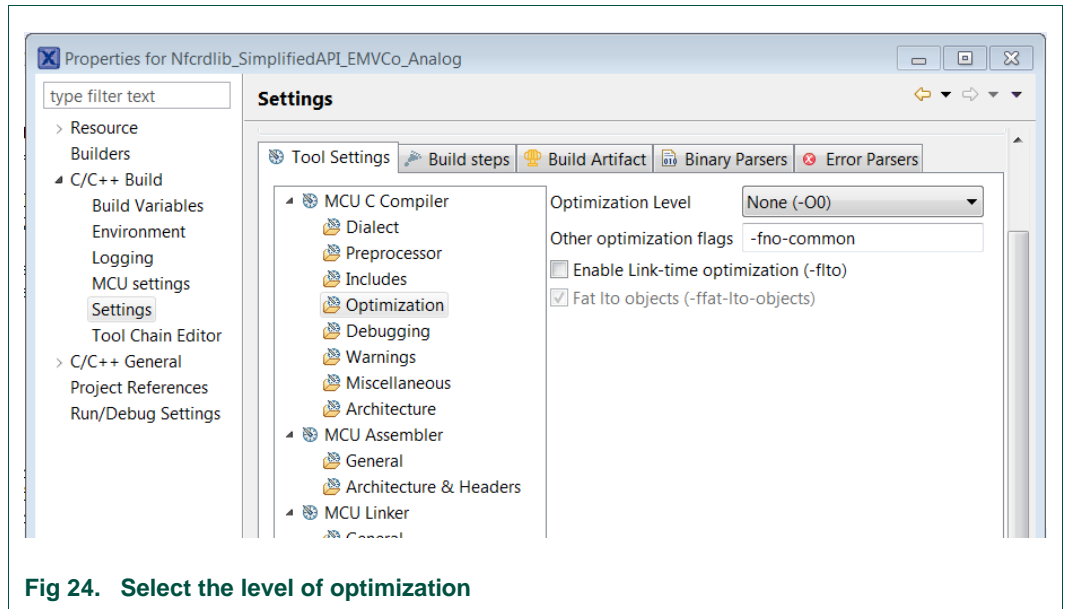 Properties for Nfcrdlib_SimplifiedAPI_EMVCo_Analog
type filter text
Resource
Builders
C/C++ Build
Build Variables
Environment
Logging
MCU settings
Settings
Tool Chain Editor
C/C++ General
Project References
Run/Debug Settings
Settings
Tool Settings
Build steps
Build Artifact
Binary Parsers
Error Parsers
MCU C Compiler
Dialect
Preprocessor
Includes
Optimization
Debugging
Warnings
Miscellaneous
Architecture
MCU Assembler
General
Architecture & Headers
MCU Linker
General
Optimization Level
None (-O0)
Other optimization flags
-fno-common
Enable Link-time optimization (-flto)
Fat lto objects (-ffat-lto-objects)
Fig 24. Select the level of optimization